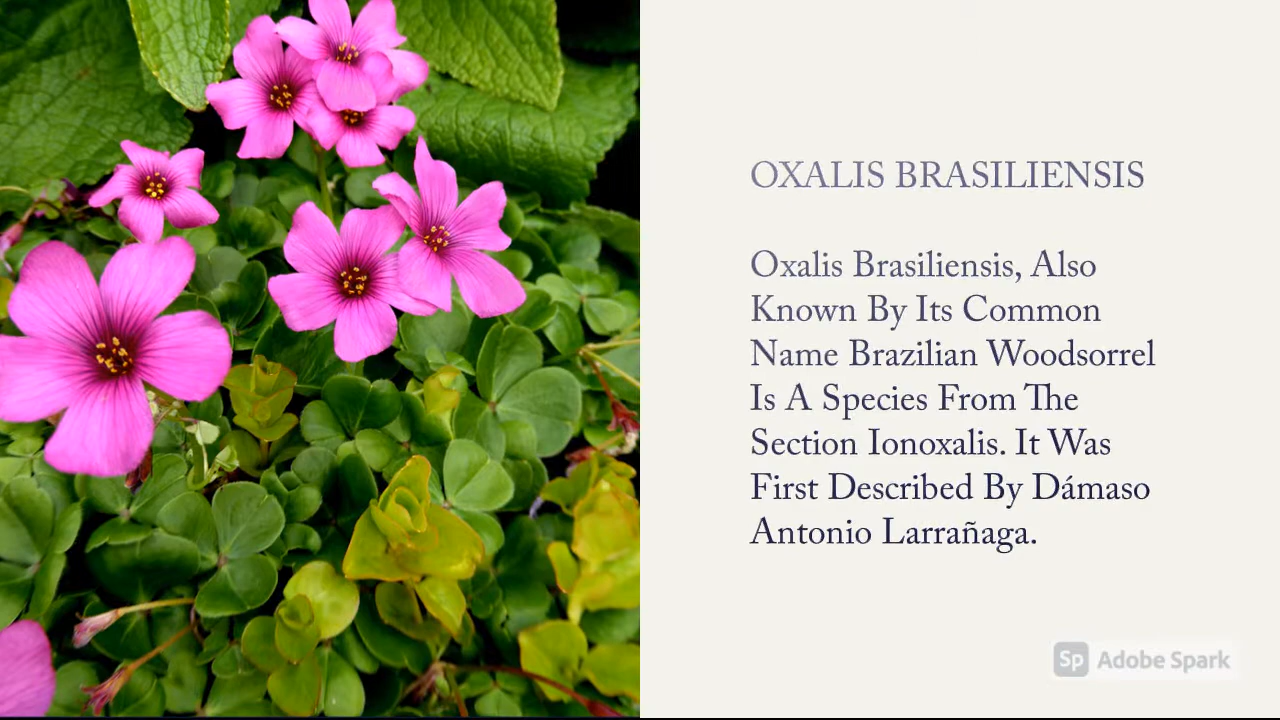 OXALIS BRASILIENSIS
Oxalis Brasiliensis, Also
Known By Its Common
Name Brazilian Woodsorrel
Is A Species From The
Section Ionoxalis. It Was
First Described By Dámaso
Antonio Larrañaga.
Sp Adobe Spark